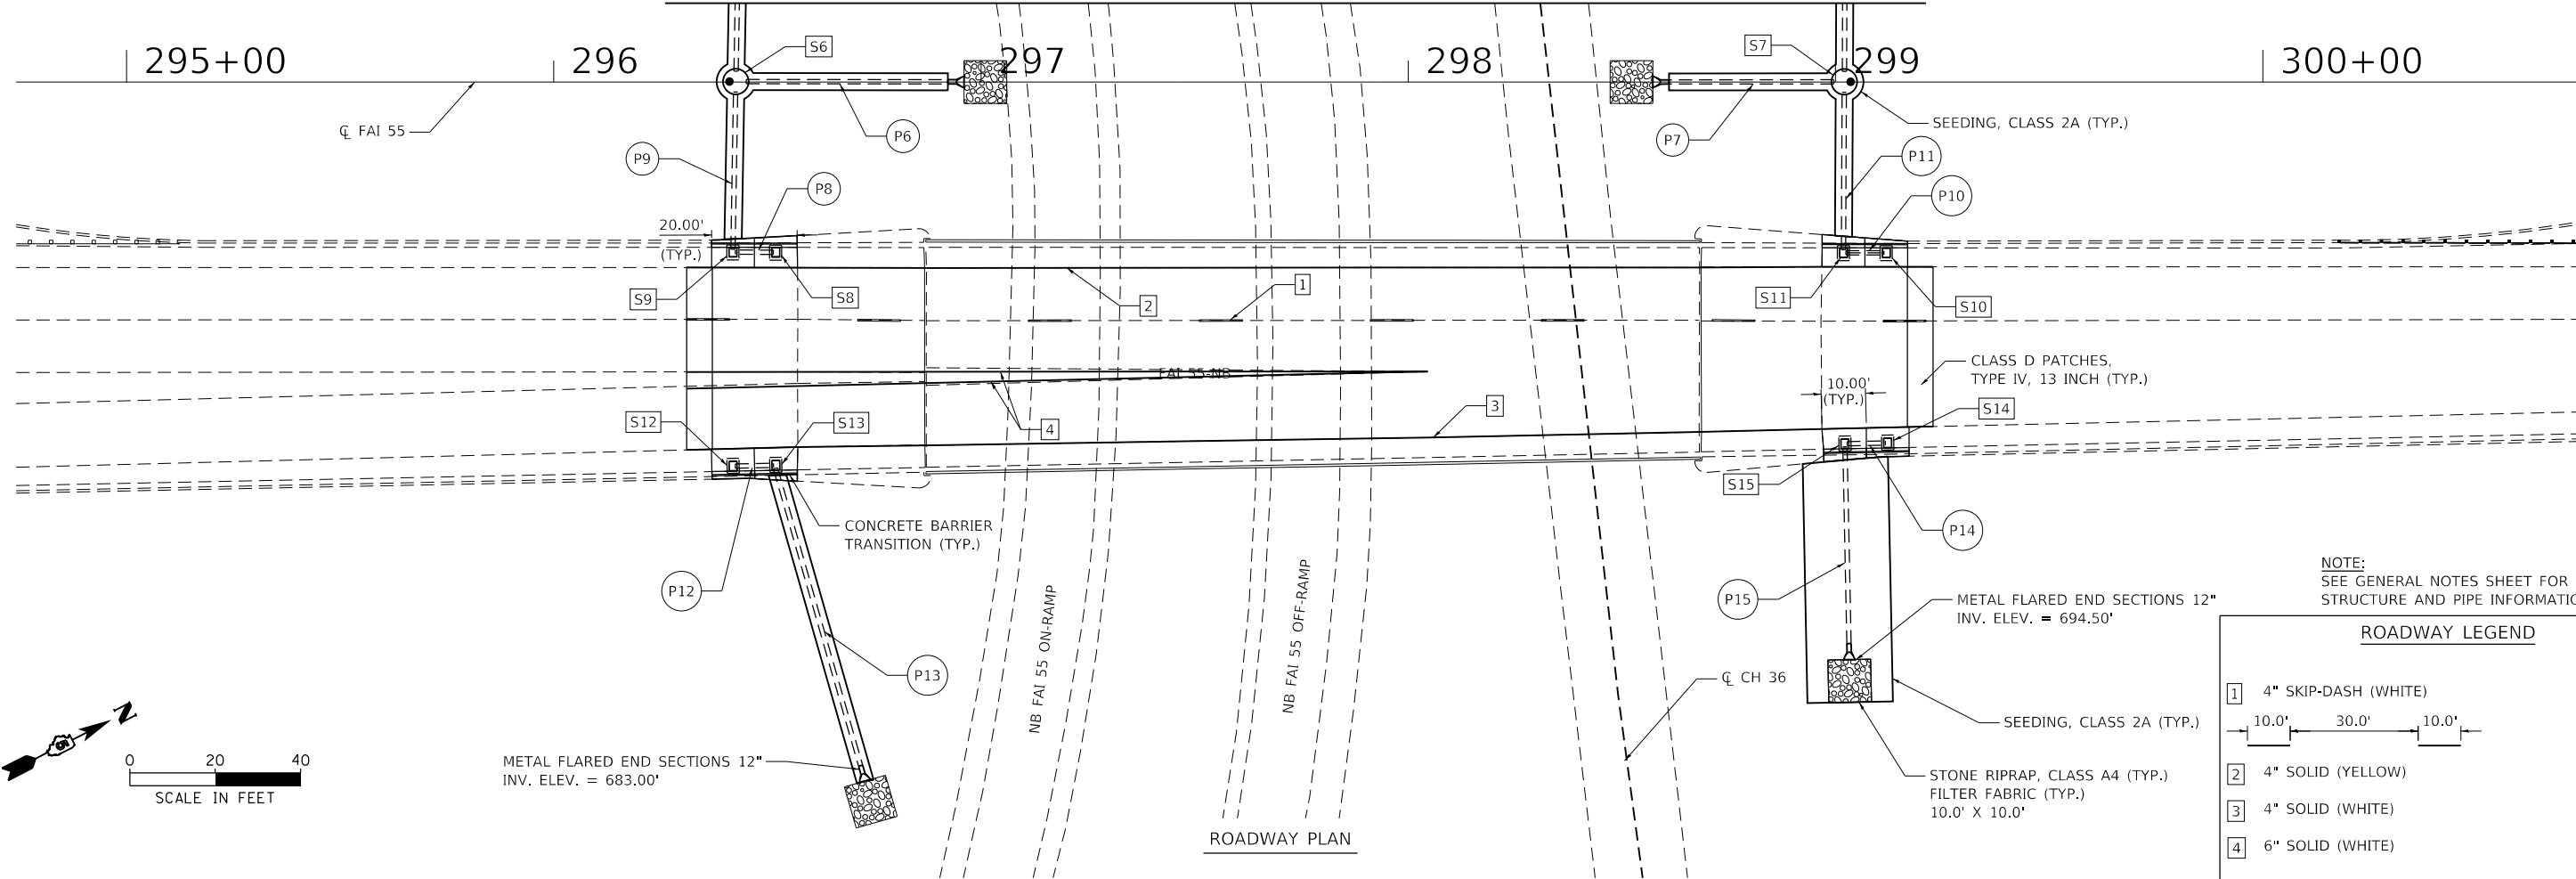 295+00
296
297
298
299
300+00
S6
S7
℄ FAI 55
P6
P7
SEEDING, CLASS 2A (TYP.)
P9
P8
P11
P10
20.00'
(TYP.)
S9
S8
S11
S10
2
1
CLASS D PATCHES,
TYPE IV, 13 INCH (TYP.)
FAI 55-NB
10.00'
(TYP.)
S12
S13
4
3
S14
S15
CONCRETE BARRIER
TRANSITION (TYP.)
P12
P14
P15
P13
NB FAI 55 ON-RAMP
NB FAI 55 OFF-RAMP
METAL FLARED END SECTIONS 12"
INV. ELEV. = 694.50'
NOTE:
SEE GENERAL NOTES SHEET FOR
STRUCTURE AND PIPE INFORMATIO
℄ CH 36
SEEDING, CLASS 2A (TYP.)
METAL FLARED END SECTIONS 12"
INV. ELEV. = 683.00'
STONE RIPRAP, CLASS A4 (TYP.)
FILTER FABRIC (TYP.)
10.0' X 10.0'
N
0 20 40
SCALE IN FEET
ROADWAY PLAN
ROADWAY LEGEND
1 4" SKIP-DASH (WHITE)
10.0' 30.0' 10.0'
2 4" SOLID (YELLOW)
3 4" SOLID (WHITE)
4 6" SOLID (WHITE)